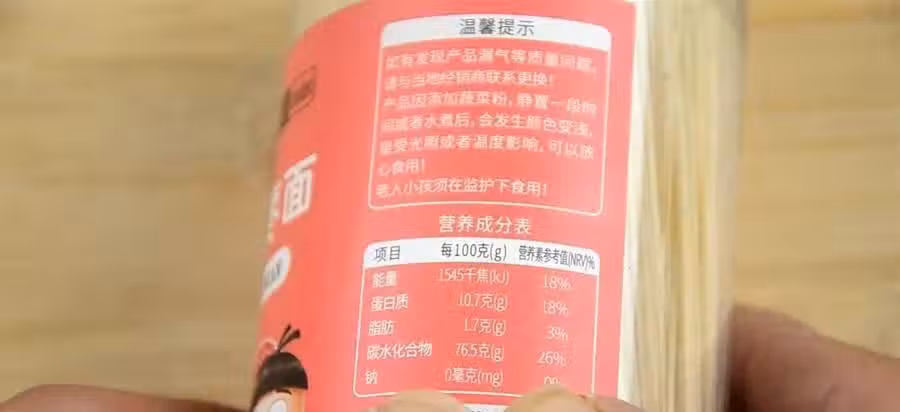 温馨提示
如有发现产品漏气等质量问题,
请与当地经销商联系更换!
产品因添加蔬菜粉,静置一段时
间或者水煮后,会发生颜色变浅,
是受光照或者温度影响,可以放
心食用!
老人小孩须在监护下食用!
面
营养成分表
项目 每100克(g) 营养素参考值(NRV)%
能量 1545千焦(kJ) 18%
蛋白质 10.7克(g) 18%
脂肪 1.7克(g) 3%
碳水化合物 76.5克(g) 26%
钠 0毫克(mg)